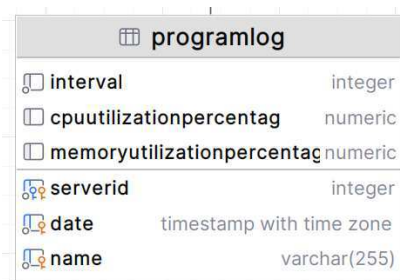 programlog
interval integer
cpuutilizationpercentag numeric
memoryutilizationpercentag numeric
serverid integer
date timestamp with time zone
name varchar(255)